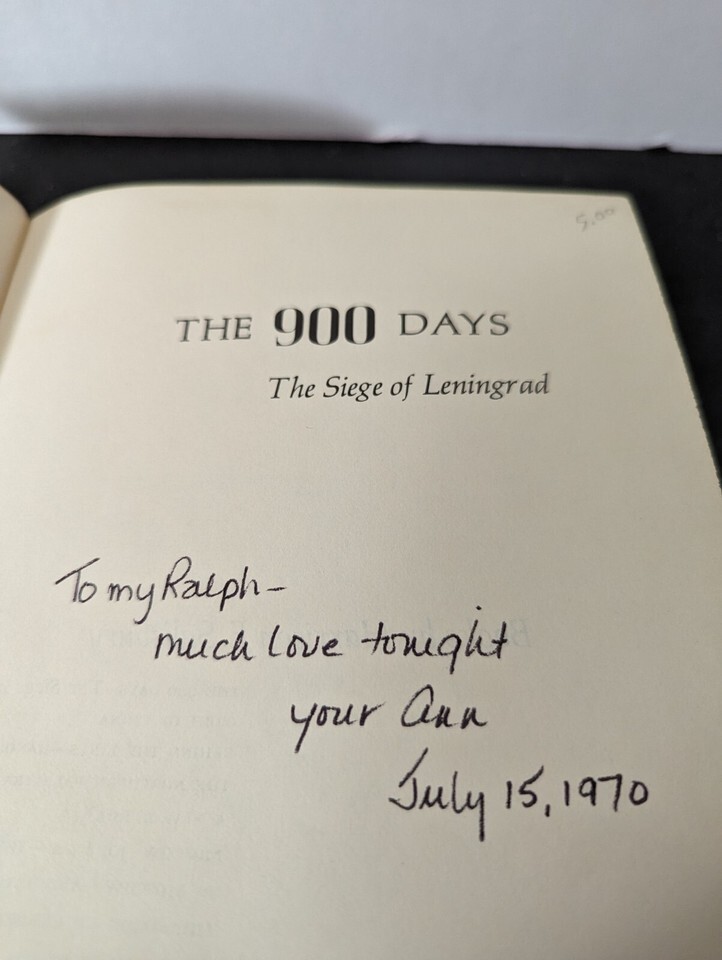 5.00
THE 900 DAYS
The Siege of Leningrad
To my Ralph-
much love tonight
your Ann
July 15, 1970